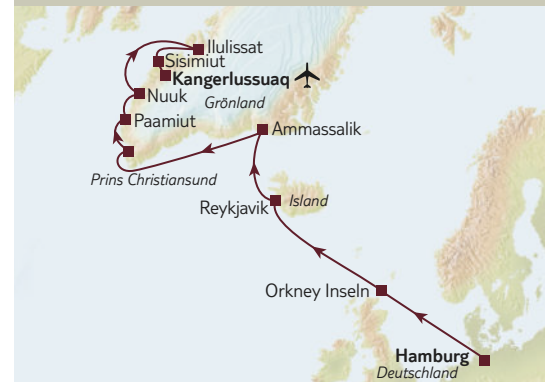 Ilulissat
Sisimiut
Kangerlussuaq
Nuuk
Grönland
Paamiut
Ammassalik
Prins Christiansund
Reykjavik
Island
Orkney Inseln
Hamburg
Deutschland